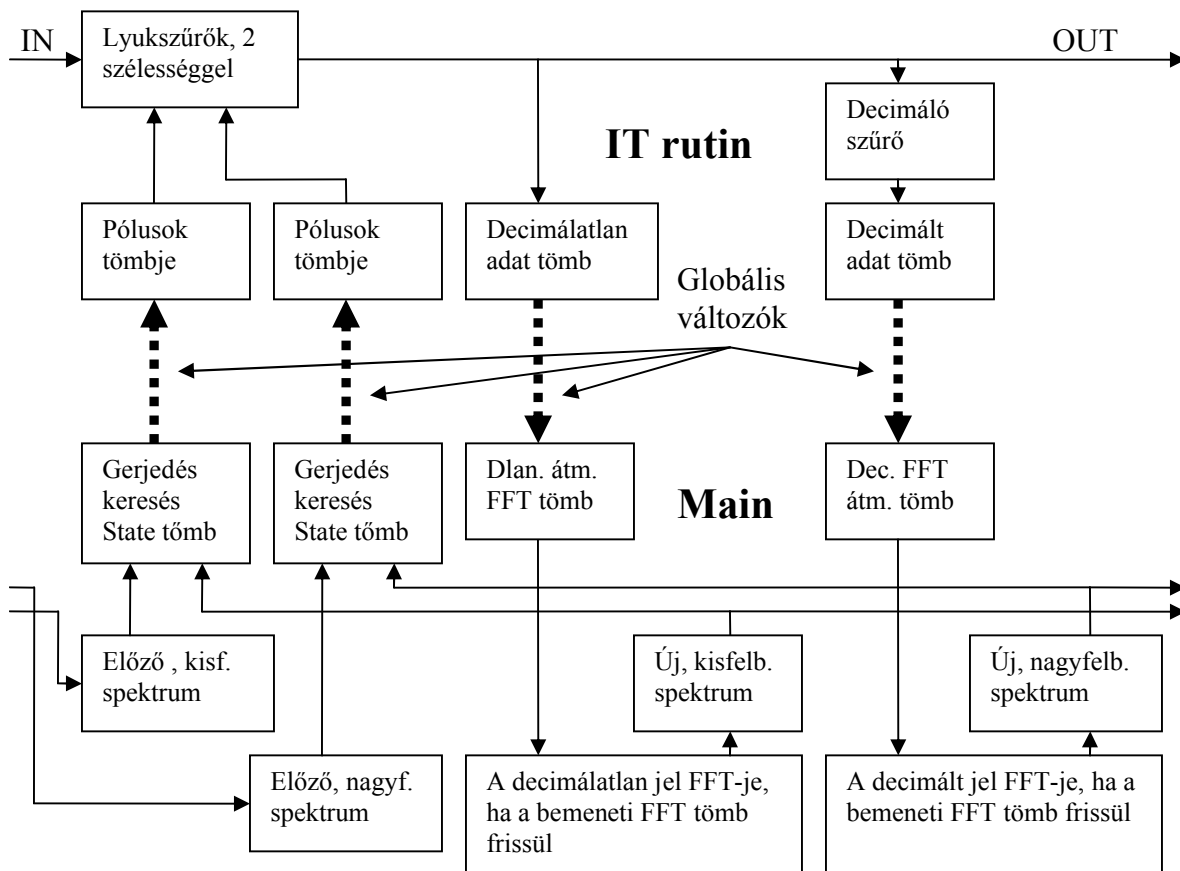 IN
Lyukszűrők, 2
szélességgel
OUT
Decimáló
szűrő
IT rutin
Pólusok
tömbje
Pólusok
tömbje
Decimálatlan
adat tömb
Decimált
adat tömb
Globális
változók
Gerjedés
keresés
State tőmb
Gerjedés
keresés
State tőmb
Dlan. átm.
FFT tömb
Main
Dec. FFT
átm. tömb
Előző , kisf.
spektrum
Új, kisfelb.
spektrum
Új, nagyfelb.
spektrum
Előző, nagyf.
spektrum
A decimálatlan jel FFT-je,
ha a bemeneti FFT tömb
frissül
A decimált jel FFT-je, ha a
bemeneti FFT tömb frissül